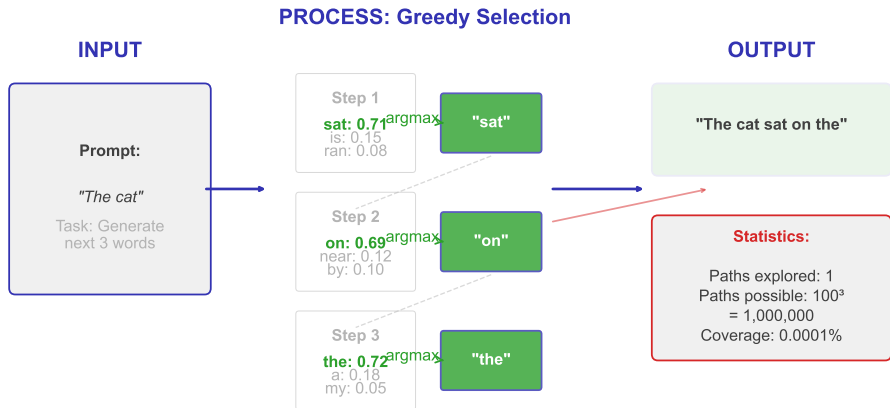 PROCESS: Greedy Selection
INPUT
OUTPUT
Prompt:
"The cat"
Task: Generate
next 3 words
Step 1
sat: 0.71
is: 0.15
ran: 0.08
argmax
"sat"
Step 2
on: 0.69
near: 0.12
by: 0.10
argmax
"on"
Step 3
the: 0.72
a: 0.18
my: 0.05
argmax
"the"
"The cat sat on the"
Statistics:
Paths explored: 1
Paths possible: 100³
= 1,000,000
Coverage: 0.0001%